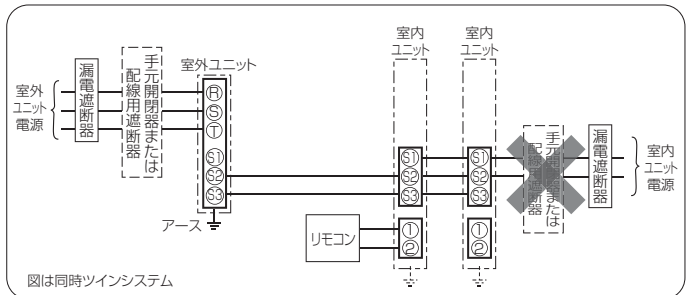 室外
ユニット
電源
漏電遮断器
手元開閉器または
配線用遮断器
室外ユニット
R
S
T
S1
S2
S3
アース
室内
ユニット
S1
S2
S3
①
②
リモコン
室内
ユニット
S1
S2
S3
①
②
手元開閉器または
配線用遮断器
漏電遮断器
室内
ユニット
電源
図は同時ツインシステム